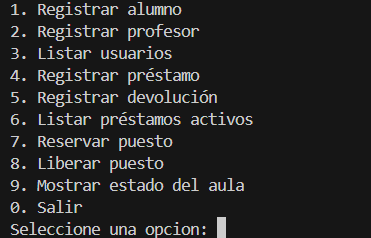 1. Registrar alumno
2. Registrar profesor
3. Listar usuarios
4. Registrar préstamo
5. Registrar devolución
6. Listar préstamos activos
7. Reservar puesto
8. Liberar puesto
9. Mostrar estado del aula
0. Salir
Seleccione una opcion: